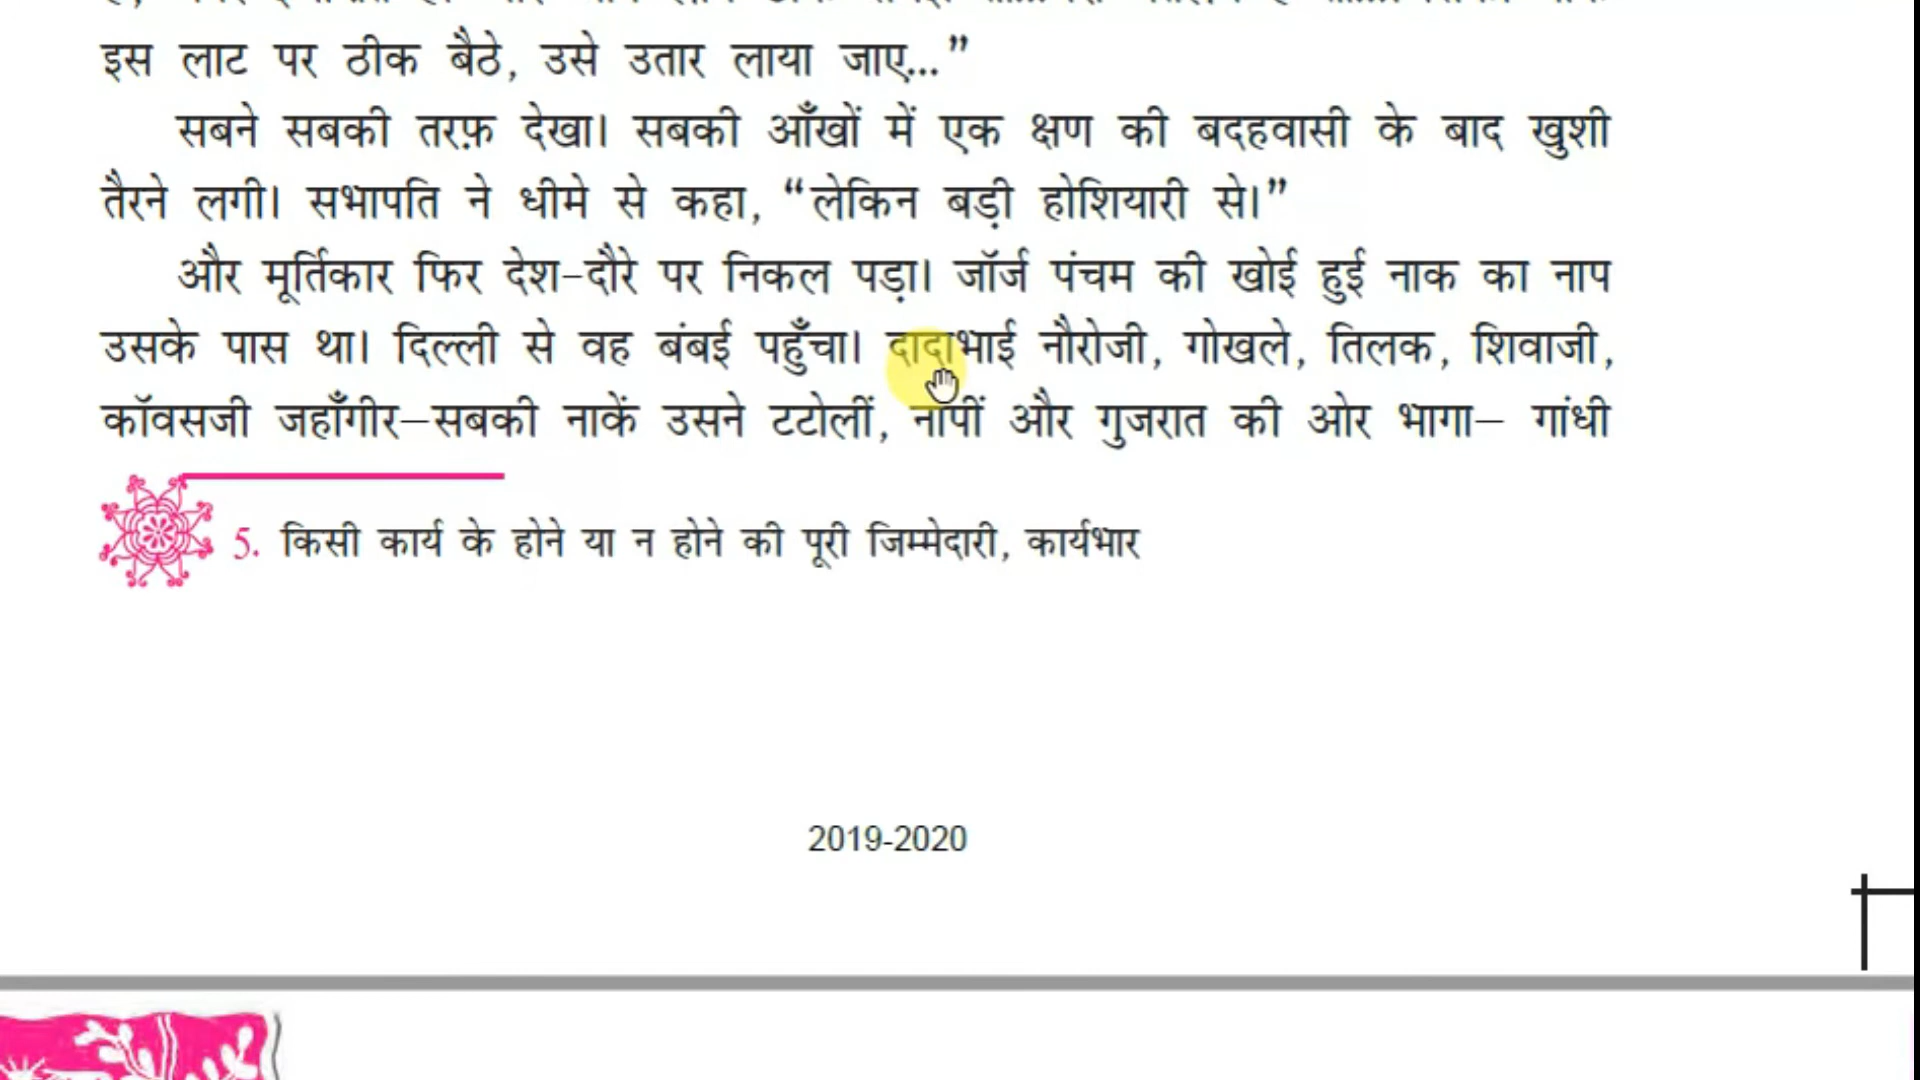 इस लाट पर ठीक बैठे, उसे उतार लाया जाए...”
सबने सबकी तरफ़ देखा। सबकी आँखों में एक क्षण की बदहवासी के बाद खुशी
तैरने लगी। सभापति ने धीमे से कहा, “लेकिन बड़ी होशियारी से।”
और मूर्तिकार फिर देश-दौरे पर निकल पड़ा। जॉर्ज पंचम की खोई हुई नाक का नाप
उसके पास था। दिल्ली से वह बंबई पहुँचा। दादाभाई नौरोजी, गोखले, तिलक, शिवाजी,
कॉवसजी जहाँगीर–सबकी नाकें उसने टटोलीं, नापीं और गुजरात की ओर भागा– गांधी
5. किसी कार्य के होने या न होने की पूरी जिम्मेदारी, कार्यभार
2019-2020